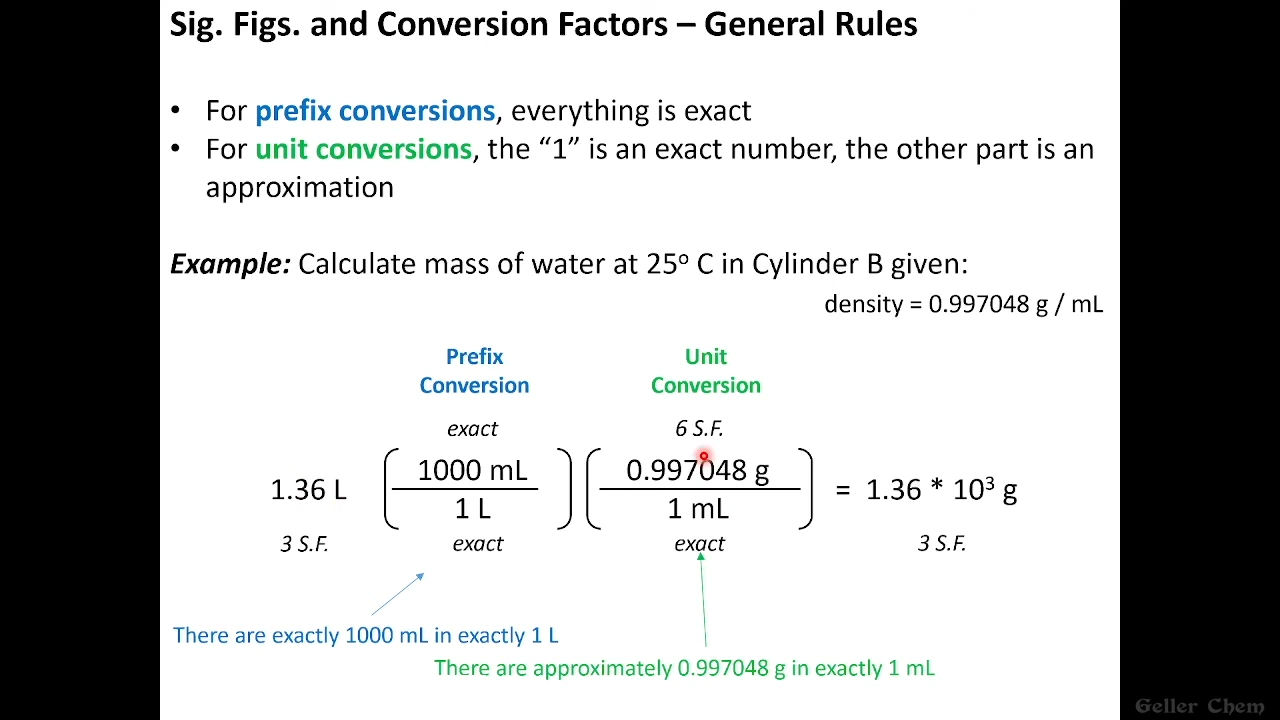 Sig. Figs. and Conversion Factors – General Rules
• For prefix conversions, everything is exact
• For unit conversions, the “1” is an exact number, the other part is an
approximation
Example: Calculate mass of water at 25º C in Cylinder B given:
density = 0.997048 g / mL
Prefix
Conversion
Unit
Conversion
exact
6 S.F.
1.36 L
1000 mL
1 L
0.997048 g
1 mL
= 1.36 * 10³ g
3 S.F.
exact
exact
3 S.F.
There are exactly 1000 mL in exactly 1 L
There are approximately 0.997048 g in exactly 1 mL
Geller Chem